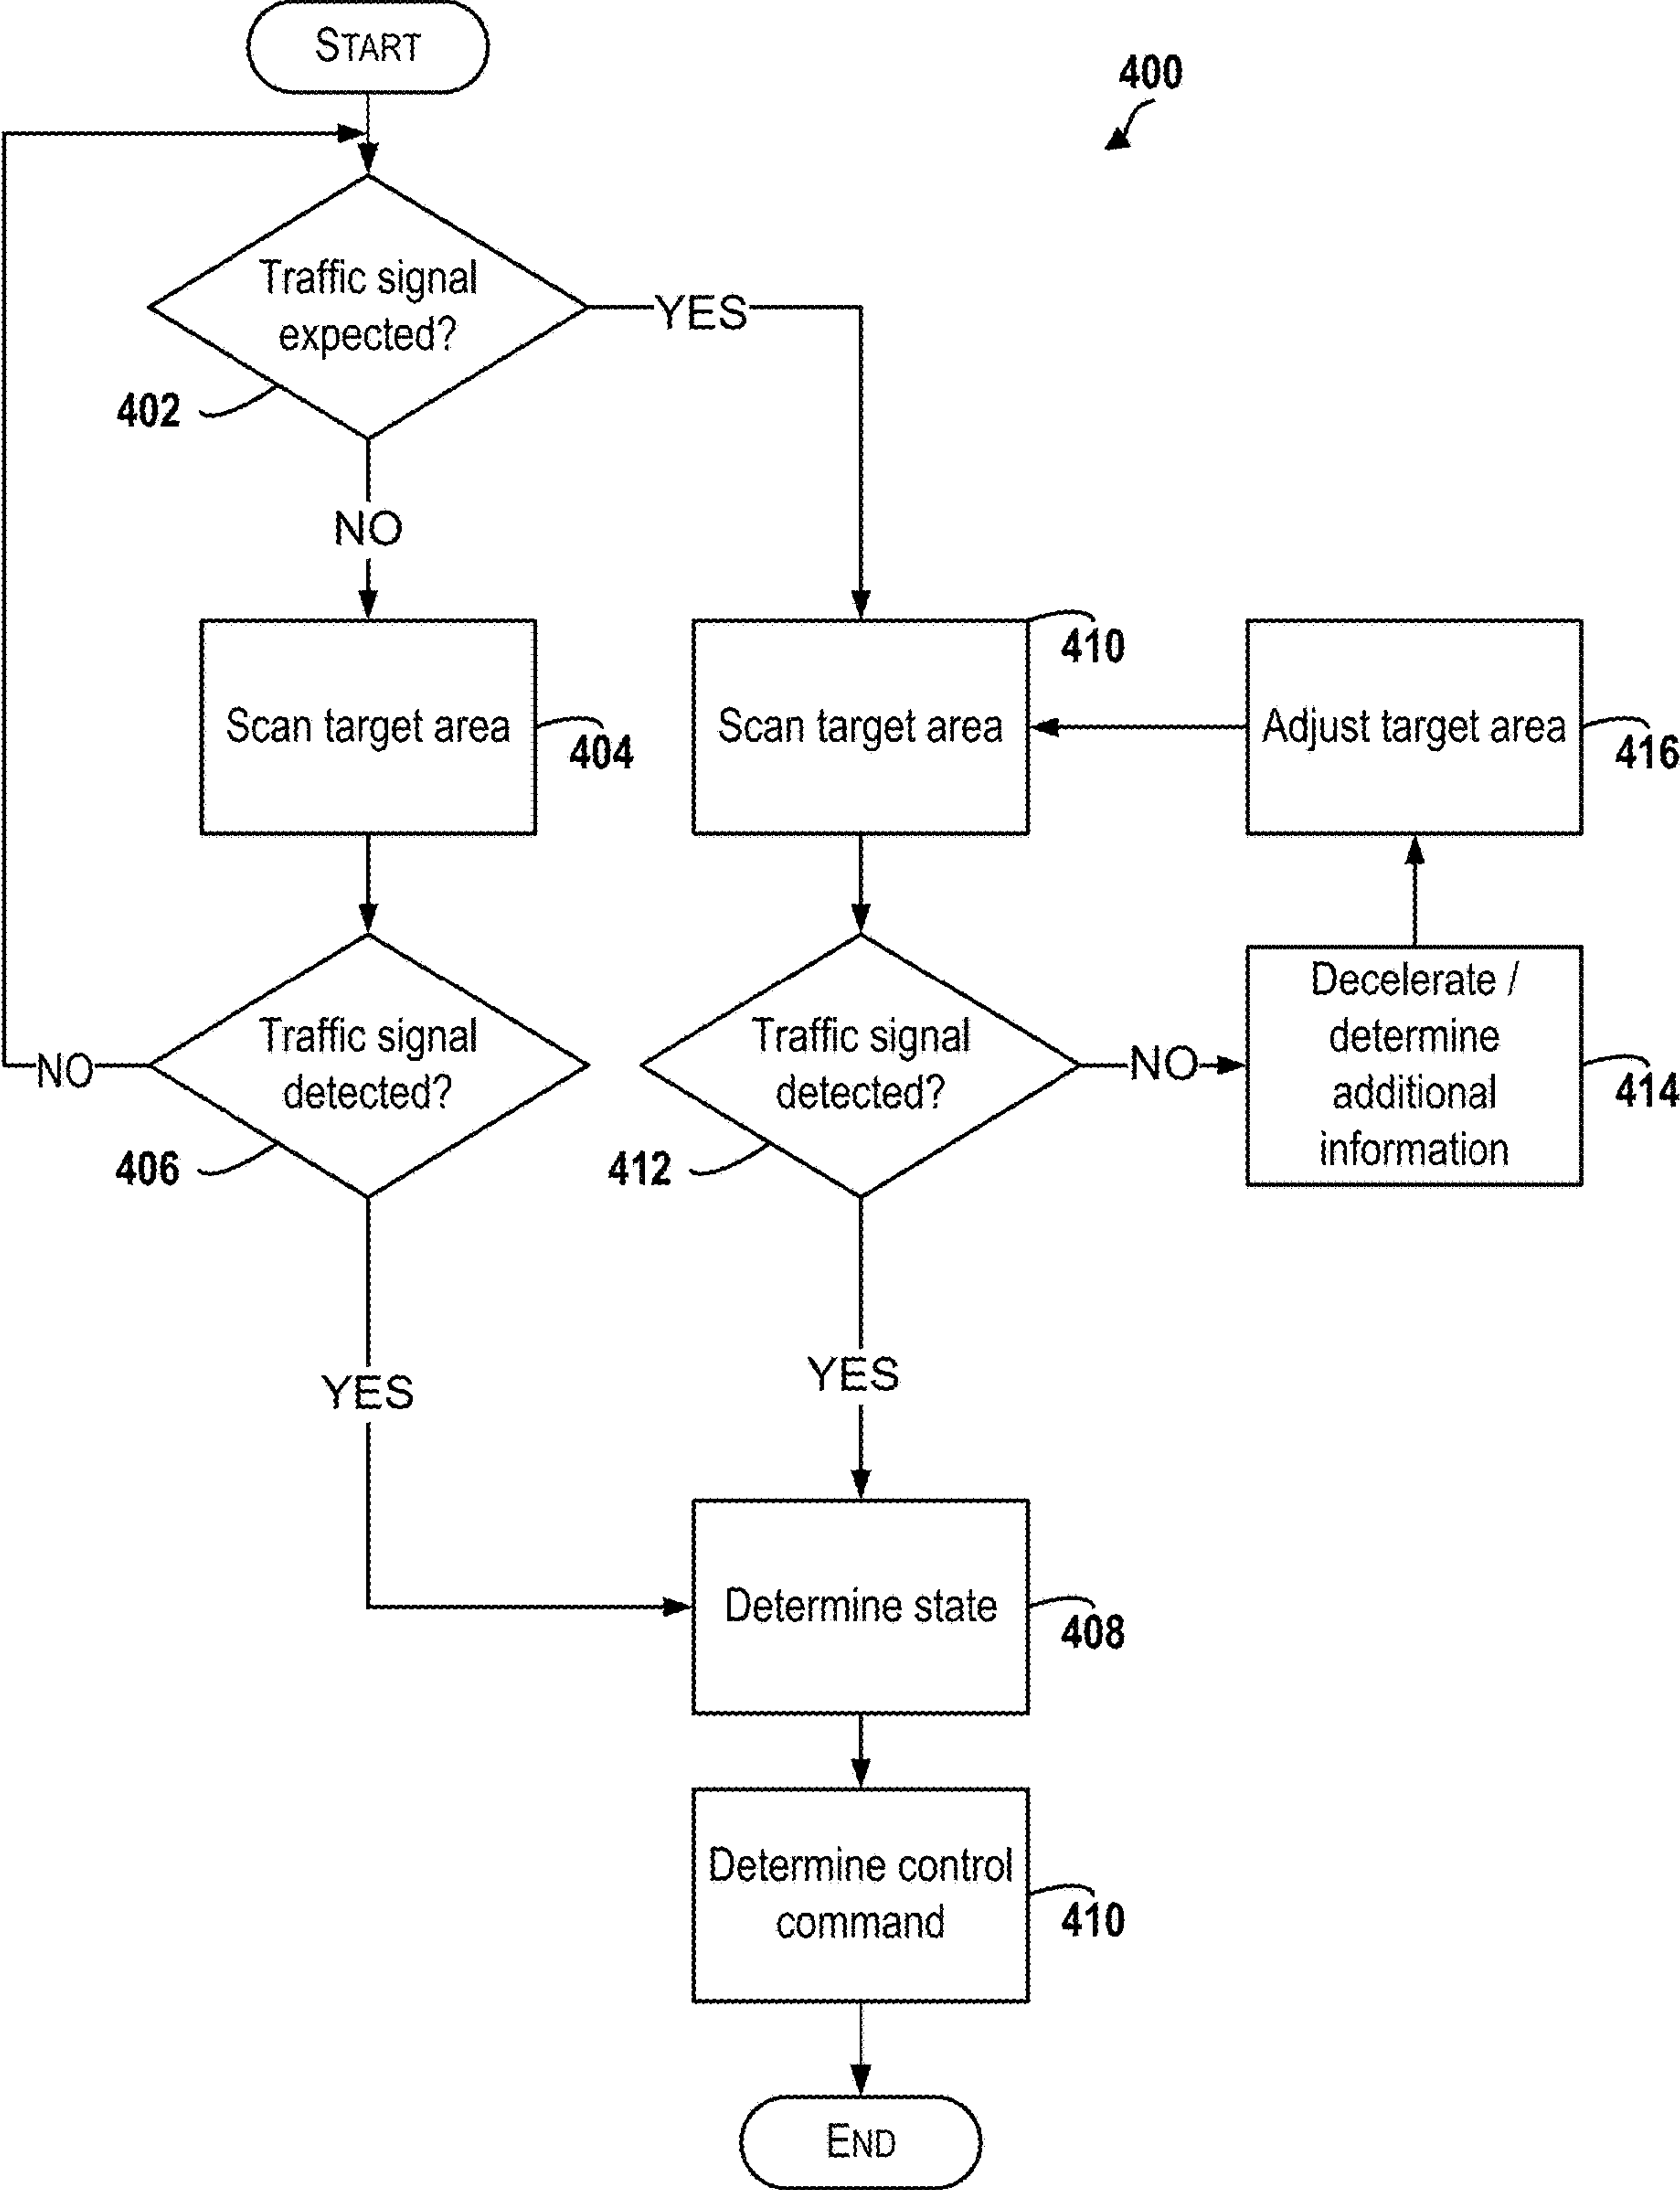 START
400
Traffic signal
expected?
YES
402
NO
410
Scan target area
404
Scan target area
Adjust target area
416
Traffic signal
detected?
NO
406
Traffic signal
detected?
NO
412
Decelerate /
determine
additional
information
414
YES
YES
Determine state
408
Determine control
command
410
END